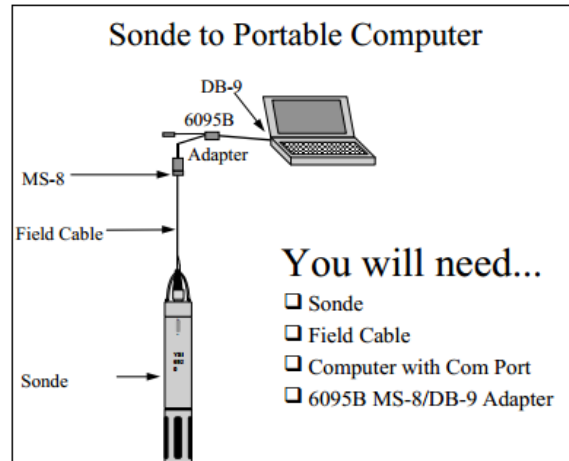 Sonde to Portable Computer
DB-9
6095B
Adapter
MS-8
Field Cable
You will need...
Sonde
Field Cable
Computer with Com Port
6095B MS-8/DB-9 Adapter
YSI
Sonde